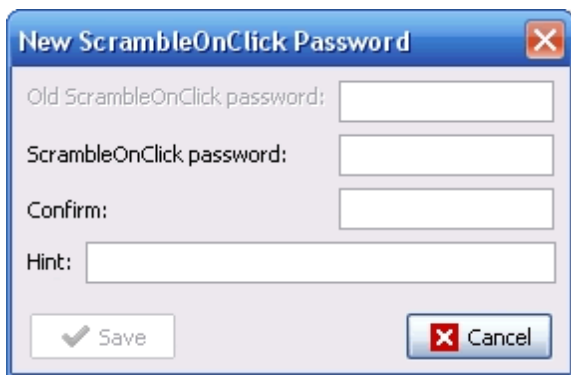 New ScrambleOnClick Password
Old ScrambleOnClick password:
ScrambleOnClick password:
Confirm:
Hint:
Save Cancel